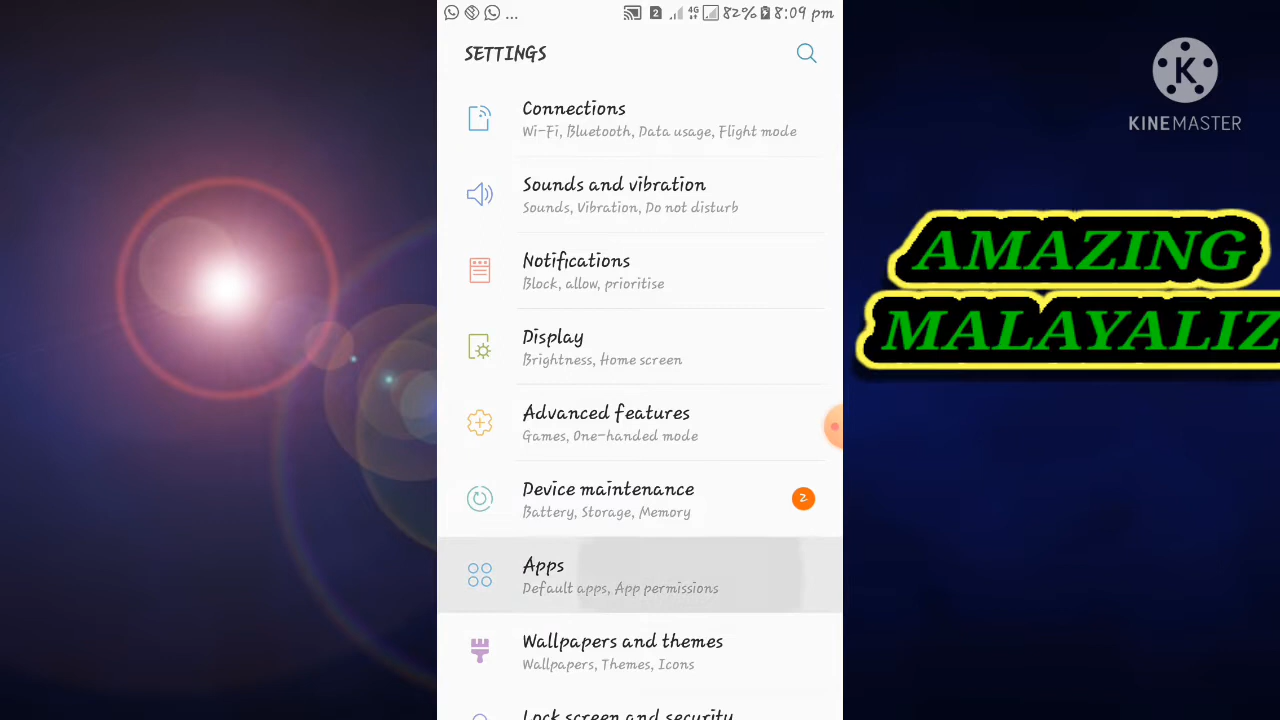 ... 2 4G 82% 8:09 pm
SETTINGS
Connections
Wi-Fi, Bluetooth, Data usage, Flight mode
Sounds and vibration
Sounds, Vibration, Do not disturb
Notifications
Block, allow, prioritise
Display
Brightness, Home screen
Advanced features
Games, One-handed mode
Device maintenance
2
Battery, Storage, Memory
Apps
Default apps, App permissions
Wallpapers and themes
Wallpapers, Themes, Icons
Lock screen and security
K
KINEMASTER
AMAZING
MALAYALIZ